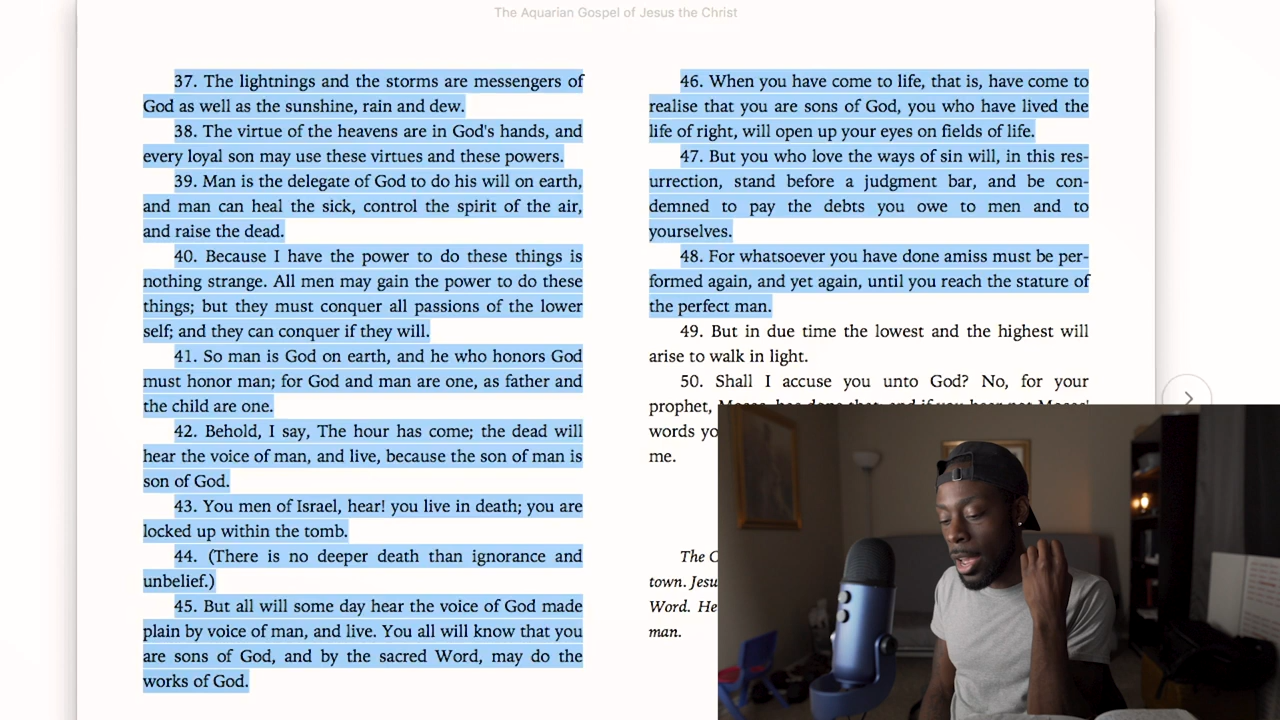 The Aquarian Gospel of Jesus the Christ
37. The lightnings and the storms are messengers of
God as well as the sunshine, rain and dew.
38. The virtue of the heavens are in God's hands, and
every loyal son may use these virtues and these powers.
39. Man is the delegate of God to do his will on earth,
and man can heal the sick, control the spirit of the air,
and raise the dead.
40. Because I have the power to do these things is
nothing strange. All men may gain the power to do these
things; but they must conquer all passions of the lower
self; and they can conquer if they will.
41. So man is God on earth, and he who honors God
must honor man; for God and man are one, as father and
the child are one.
42. Behold, I say, The hour has come; the dead will
hear the voice of man, and live, because the son of man is
son of God.
43. You men of Israel, hear! you live in death; you are
locked up within the tomb.
44. (There is no deeper death than ignorance and
unbelief.)
45. But all will some day hear the voice of God made
plain by voice of man, and live. You all will know that you
are sons of God, and by the sacred Word, may do the
works of God.
46. When you have come to life, that is, have come to
realise that you are sons of God, you who have lived the
life of right, will open up your eyes on fields of life.
47. But you who love the ways of sin will, in this res-
urrection, stand before a judgment bar, and be con-
demned to pay the debts you owe to men and to
yourselves.
48. For whatsoever you have done amiss must be per-
formed again, and yet again, until you reach the stature of
the perfect man.
49. But in due time the lowest and the highest will
arise to walk in light.
50. Shall I accuse you unto God? No, for your
prophet, Moses, has done that; and if you hear not Moses'
words
me.
The
town.
Word. He
man.